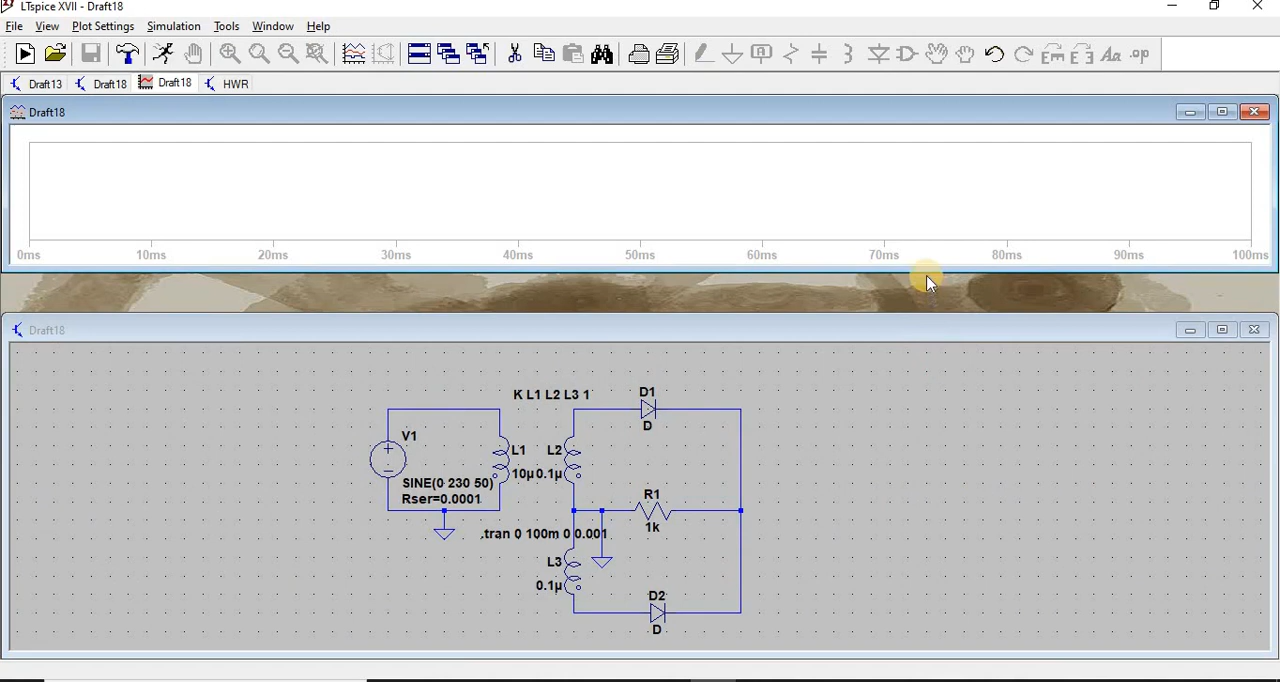 LTspice XVII - Draft18
File View Plot Settings Simulation Tools Window Help
Aa .op
Draft13 Draft18 Draft18 HWR
Draft18
0ms 10ms 20ms 30ms 40ms 50ms 60ms 70ms 80ms 90ms 100ms
Draft18
K L1 L2 L3 1
D1
D
V1
L1
10µ
L2
0.1µ
SINE(0 230 50)
Rser=0.0001
R1
1k
.tran 0 100m 0 0.001
L3
0.1µ
D2
D